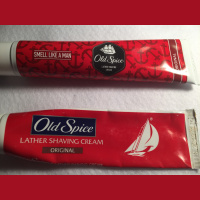 SMELL LIKE A MAN
Old Spice
Old Spice
LATHER SHAVING CREAM
ORIGINAL